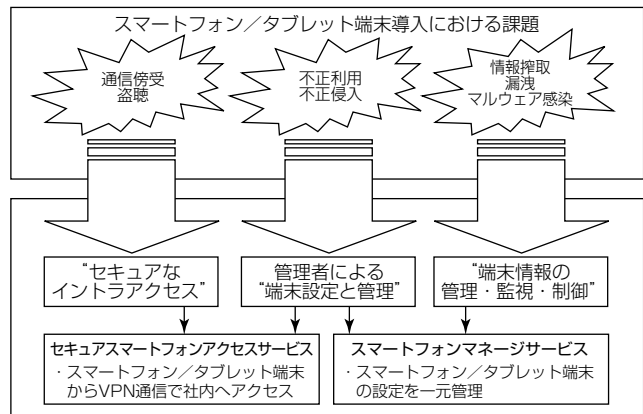 スマートフォン／タブレット端末導入における課題
通信傍受
盗聴
不正利用
不正侵入
情報搾取
漏洩
マルウェア感染
“セキュアな
イントラアクセス”
管理者による
“端末設定と管理”
“端末情報の
管理・監視・制御”
セキュアスマートフォンアクセスサービス
・スマートフォン／タブレット端末
からVPN通信で社内へアクセス
スマートフォンマネージサービス
・スマートフォン／タブレット端末
の設定を一元管理